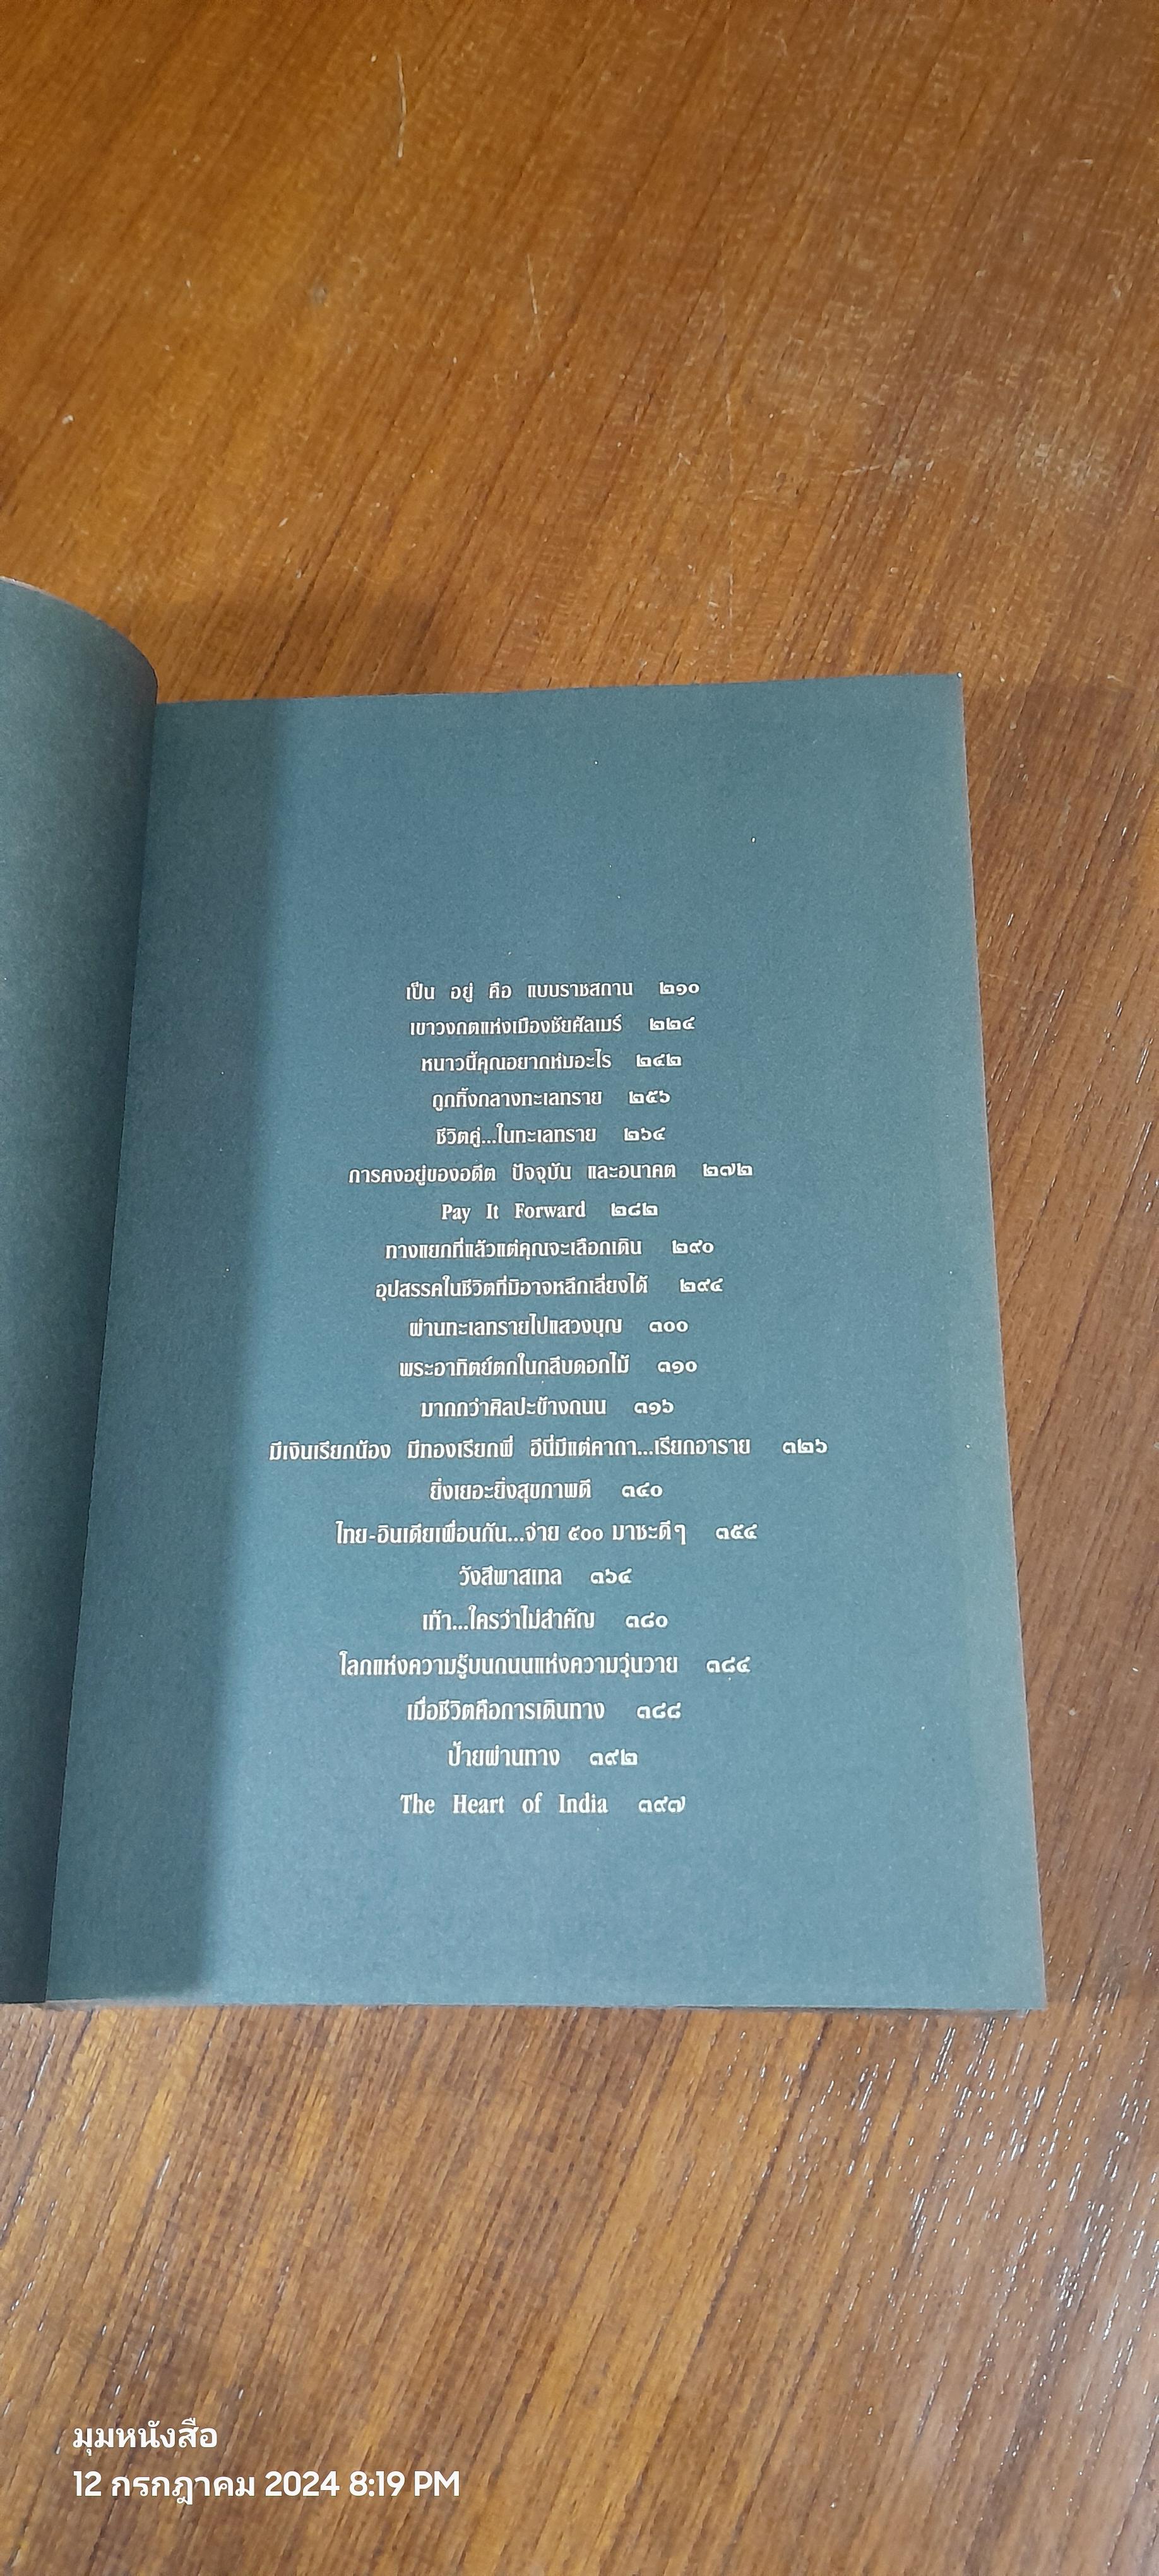 เป็น อยู่ คือ แบบราชสถาน ๒๑๐
เขาวงกตแห่งเมืองชัยศัลเมร์ ๒๒๔
หนาวนี้คุณอยากห่มอะไร ๒๔๒
ถูกทิ้งกลางทะเลทราย ๒๕๖
ชีวิตคู่...ในทะเลทราย ๒๖๔
การคงอยู่ของอดีต ปัจจุบัน และอนาคต ๒๗๒
Pay It Forward ๒๘๒
ทางแยกที่แล้วแต่คุณจะเลือกเดิน ๒๙๐
อุปสรรคในชีวิตที่มิอาจหลีกเลี่ยงได้ ๒๙๔
ผ่านทะเลทรายไปแสวงบุญ ๓๐๐
พระอาทิตย์ตกในกลีบดอกไม้ ๓๑๐
มากกว่าศิลปะข้างถนน ๓๑๖
มีเงินเรียกน้อง มีทองเรียกพี่ อีนี่มีแต่คาถา...เรียกอาราย ๓๒๖
ยิ่งเยอะยิ่งสุขภาพดี ๓๔๐
ไทย-อินเดียเพื่อนกัน...จ่าย ๕๐๐ มาซะดีๆ ๓๕๔
วังสีพาสเทล ๓๖๔
เท้า...ใครว่าไม่สำคัญ ๓๘๐
โลกแห่งความรู้บนถนนแห่งความวุ่นวาย ๓๘๔
เมื่อชีวิตคือการเดินทาง ๓๘๘
ป้ายผ่านทาง ๓๙๒
The Heart of India ๓๙๗
มุมหนังสือ
12 กรกฎาคม 2024 8:19 PM